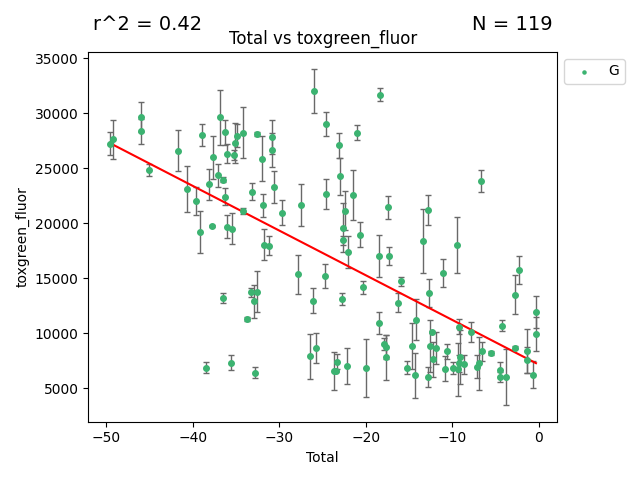 r^2 = 0.42
N = 119
Total vs toxgreen_fluor
G
35000
30000
25000
20000
15000
10000
5000
toxgreen_fluor
−50
−40
−30
−20
−10
0
Total